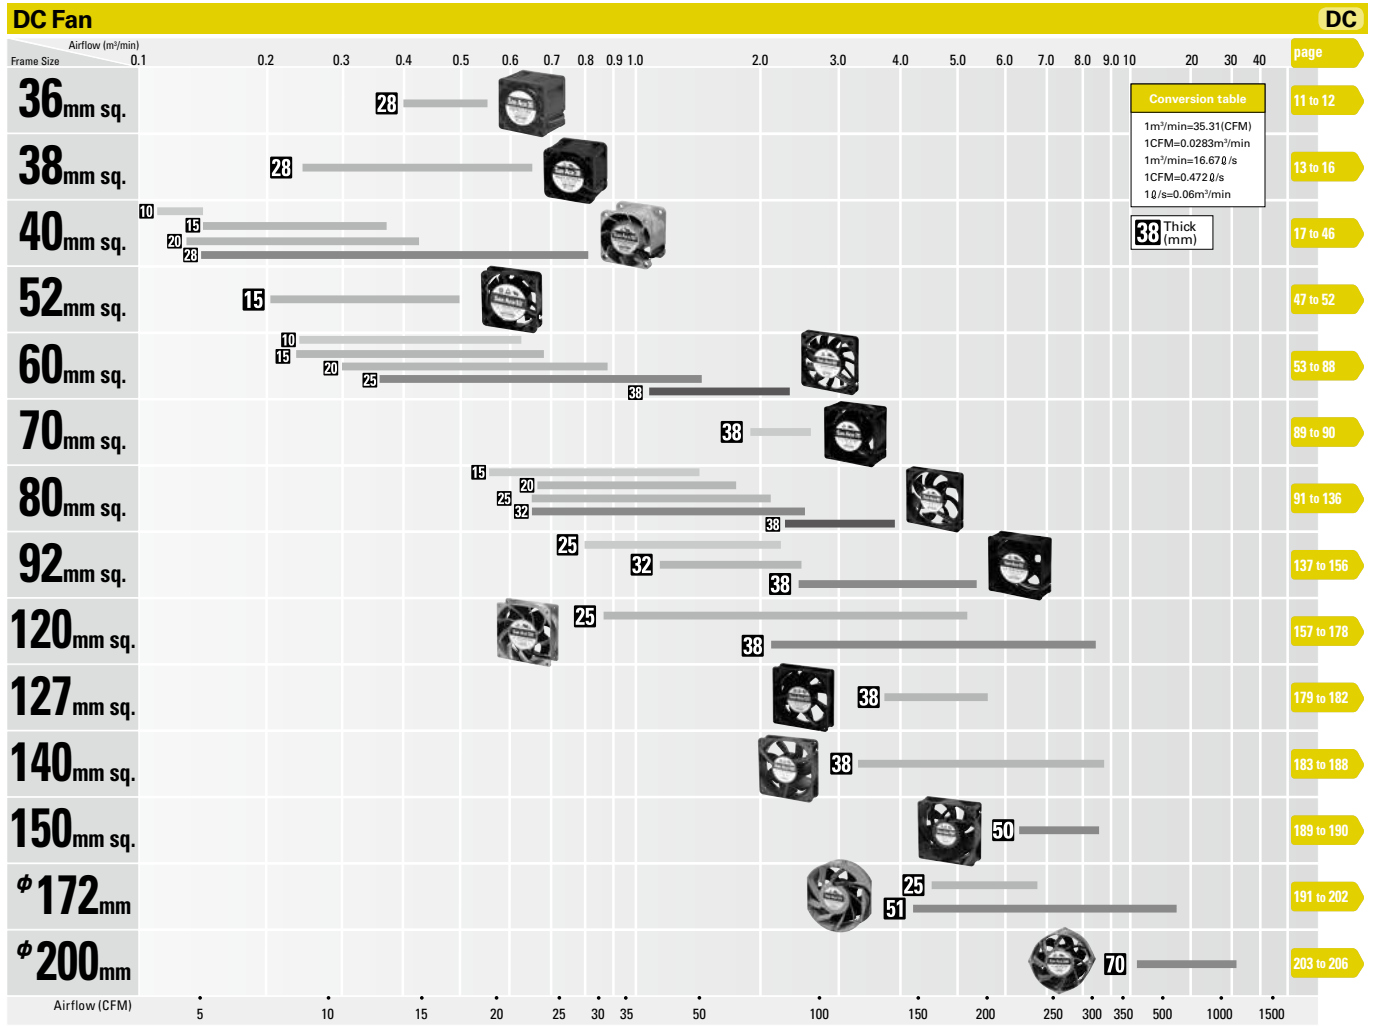 DC Fan
DC
Airflow (m³/min)
Frame Size
0.1 0.2 0.3 0.4 0.5 0.6 0.7 0.8 0.9 1.0 2.0 3.0 4.0 5.0 6.0 7.0 8.0 9.0 10 20 30 40
page
36mm sq.
28
11 to 12
Conversion table
1m³/min=35.31(CFM)
1CFM=0.0283m³/min
1m³/min=16.67ℓ/s
1CFM=0.472ℓ/s
1ℓ/s=0.06m³/min
38 Thick
(mm)
38mm sq.
28
13 to 16
40mm sq.
10
15
20
28
17 to 46
52mm sq.
15
47 to 52
60mm sq.
10
15
20
25
38
53 to 88
70mm sq.
38
89 to 90
80mm sq.
15
20
25
32
38
91 to 136
92mm sq.
25
32
38
137 to 156
120mm sq.
25
38
157 to 178
127mm sq.
38
179 to 182
140mm sq.
38
183 to 188
150mm sq.
50
189 to 190
φ172mm
25
51
191 to 202
φ200mm
70
203 to 206
Airflow (CFM)
5 10 15 20 25 30 35 50 100 150 200 250 300 350 500 1000 1500